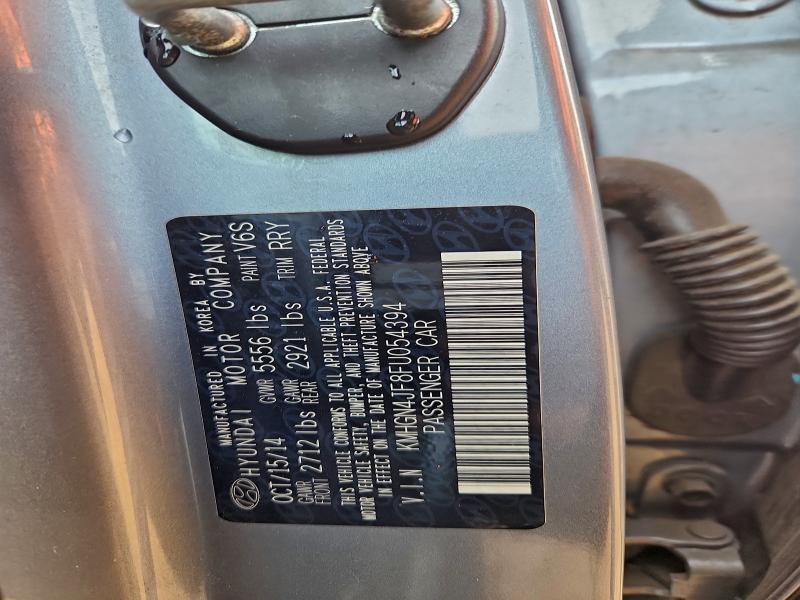 MANUFACTURED IN KOREA BY
HYUNDAI MOTOR COMPANY
OCT/15/14 GVWR 5556 lbs PAINT V6S
GAWR FRONT 2712 lbs GAWR REAR 2921 lbs TRIM RRY
THIS VEHICLE CONFORMS TO ALL APPLICABLE U.S.A. FEDERAL
MOTOR VEHICLE SAFETY, BUMPER, AND THEFT PREVENTION STANDARDS
IN EFFECT ON THE DATE OF MANUFACTURE SHOWN ABOVE
V.I.N KMHGN4JF8FU054394
PASSENGER CAR